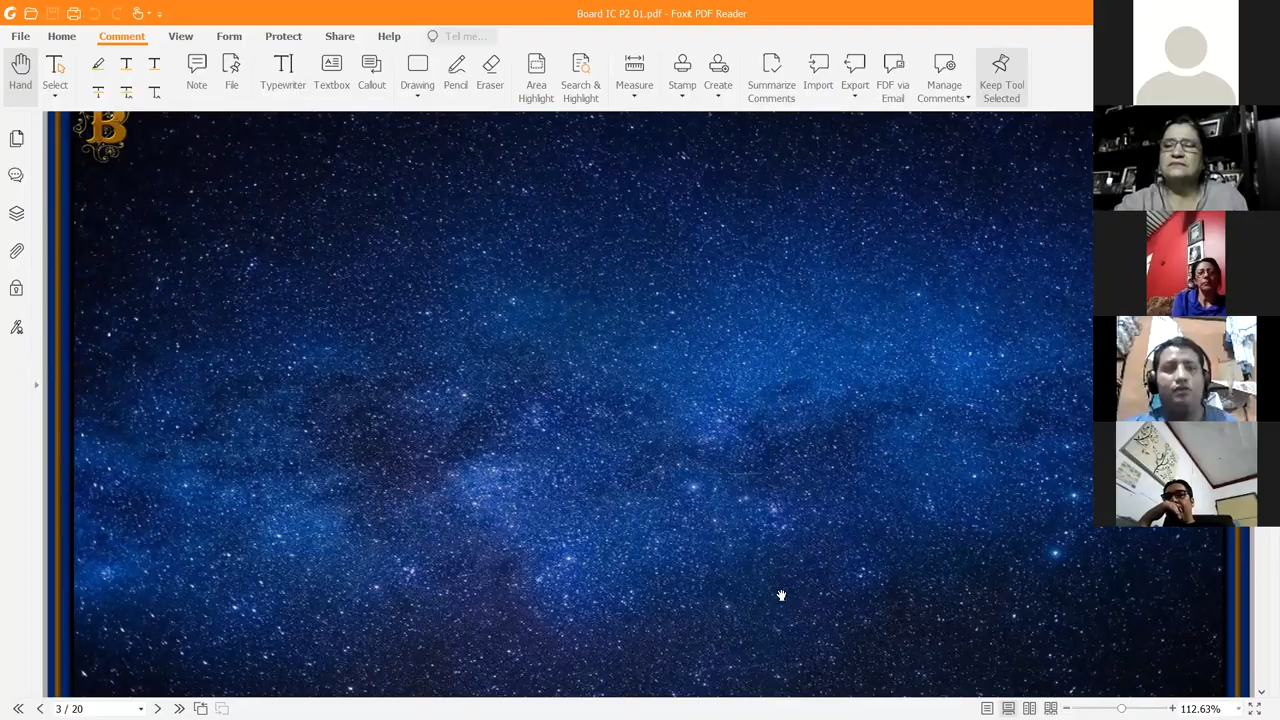 Board IC P2 01.pdf - Foxit PDF Reader
File Home Comment View Form Protect Share Help Tell me...
Hand Select Note File Typewriter Textbox Callout Drawing Pencil Eraser Area Highlight Search & Highlight Measure Stamp Create Summarize Comments Import Export FDF via Email Manage Comments Keep Tool Selected
B
3 / 20 112.63%